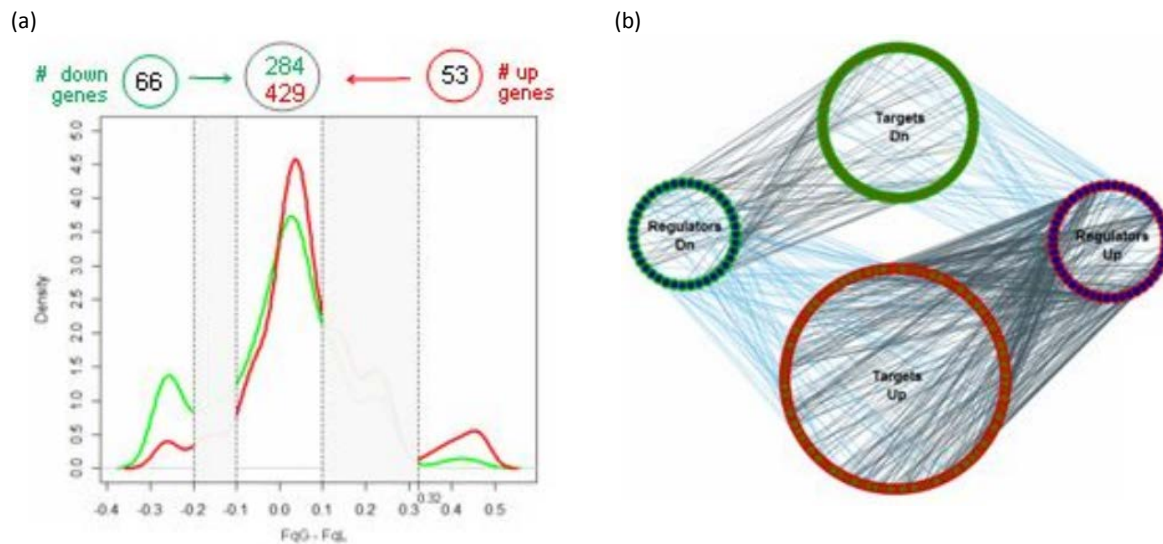 (a)
(b)
# down
genes
66
284
429
53
# up
genes
Density
5.0
4.5
4.0
3.5
3.0
2.5
2.0
1.5
1.0
0.5
0.0
-0.4
-0.3
-0.2
-0.1
0.0
0.1
0.2
0.3
0.32
0.4
0.5
FqG - FqL
Targets
Dn
Regulators
Dn
Regulators
Up
Targets
Up